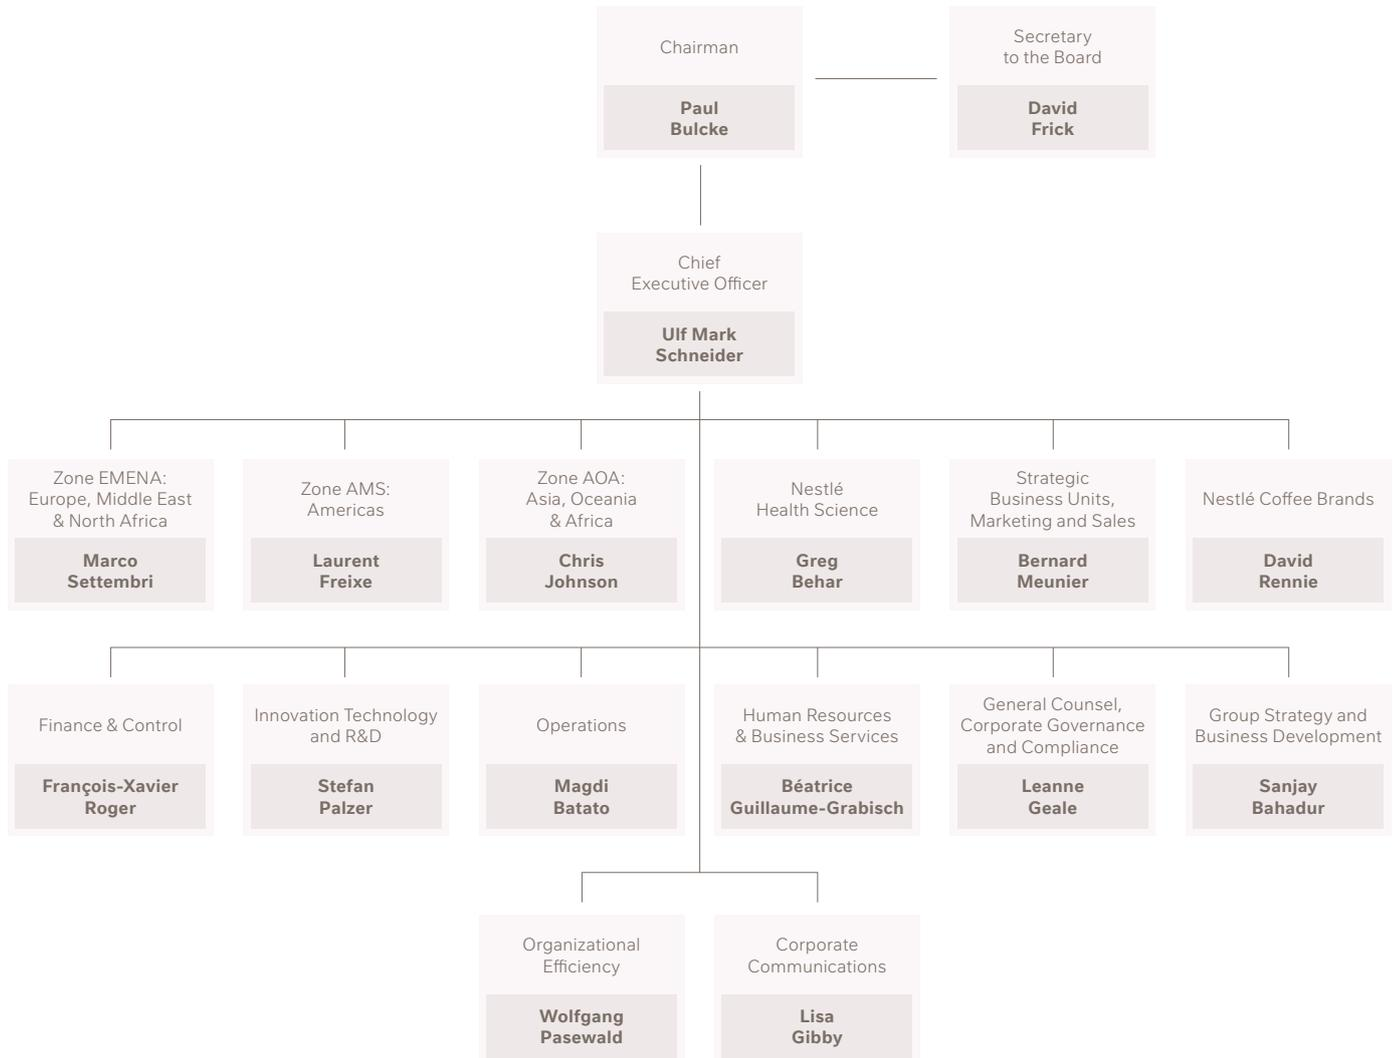 Chairman
Paul
Bulcke
Secretary
to the Board
David
Frick
Chief
Executive Officer
Ulf Mark
Schneider
Zone EMENA:
Europe, Middle East
& North Africa
Marco
Settembri
Zone AMS:
Americas
Laurent
Freixe
Zone AOA:
Asia, Oceania
& Africa
Chris
Johnson
Nestlé
Health Science
Greg
Behar
Strategic
Business Units,
Marketing and Sales
Bernard
Meunier
Nestlé Coffee Brands
David
Rennie
Finance & Control
François-Xavier
Roger
Innovation Technology
and R&D
Stefan
Palzer
Operations
Magdi
Batato
Human Resources
& Business Services
Béatrice
Guillaume-Grabisch
General Counsel,
Corporate Governance
and Compliance
Leanne
Geale
Group Strategy and
Business Development
Sanjay
Bahadur
Organizational
Efficiency
Wolfgang
Pasewald
Corporate
Communications
Lisa
Gibby